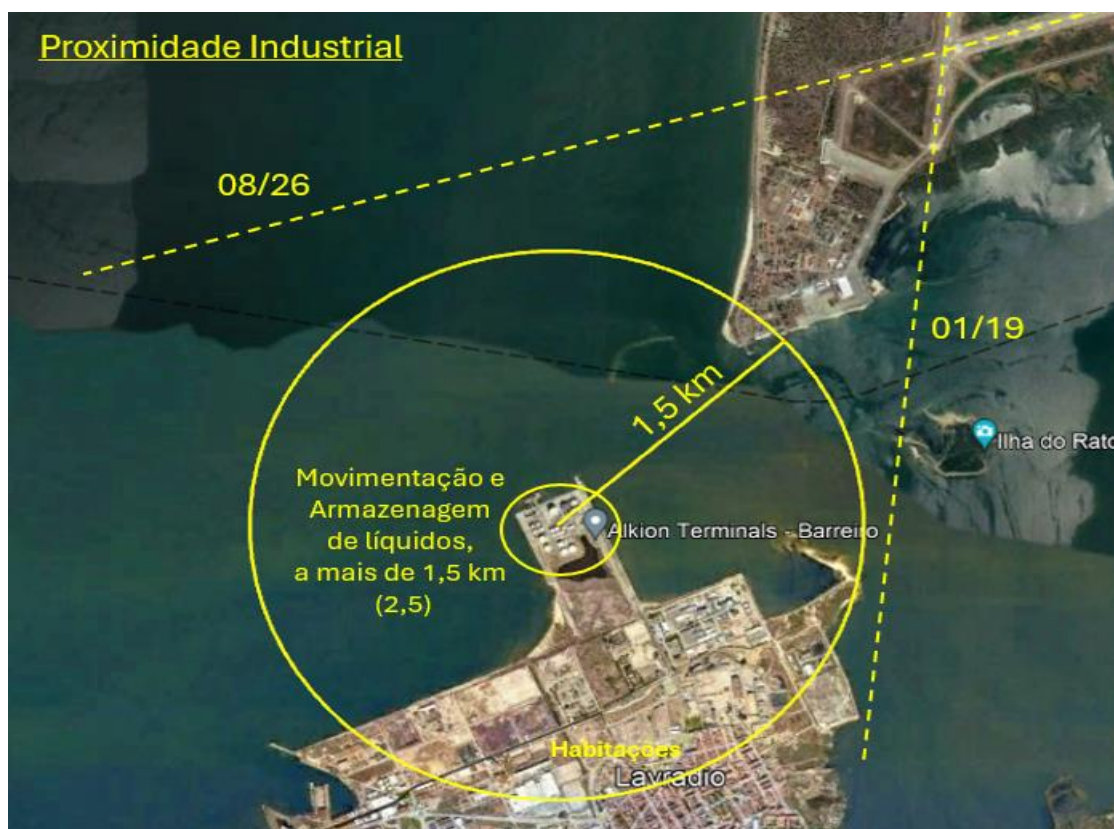 Proximidade Industrial
08/26
01/19
1,5 km
Ilha do Rato
Movimentação e
Armazenagem
de líquidos,
a mais de 1,5 km
(2,5)
Alkion Terminals - Barreiro
Habitações
Lavradio